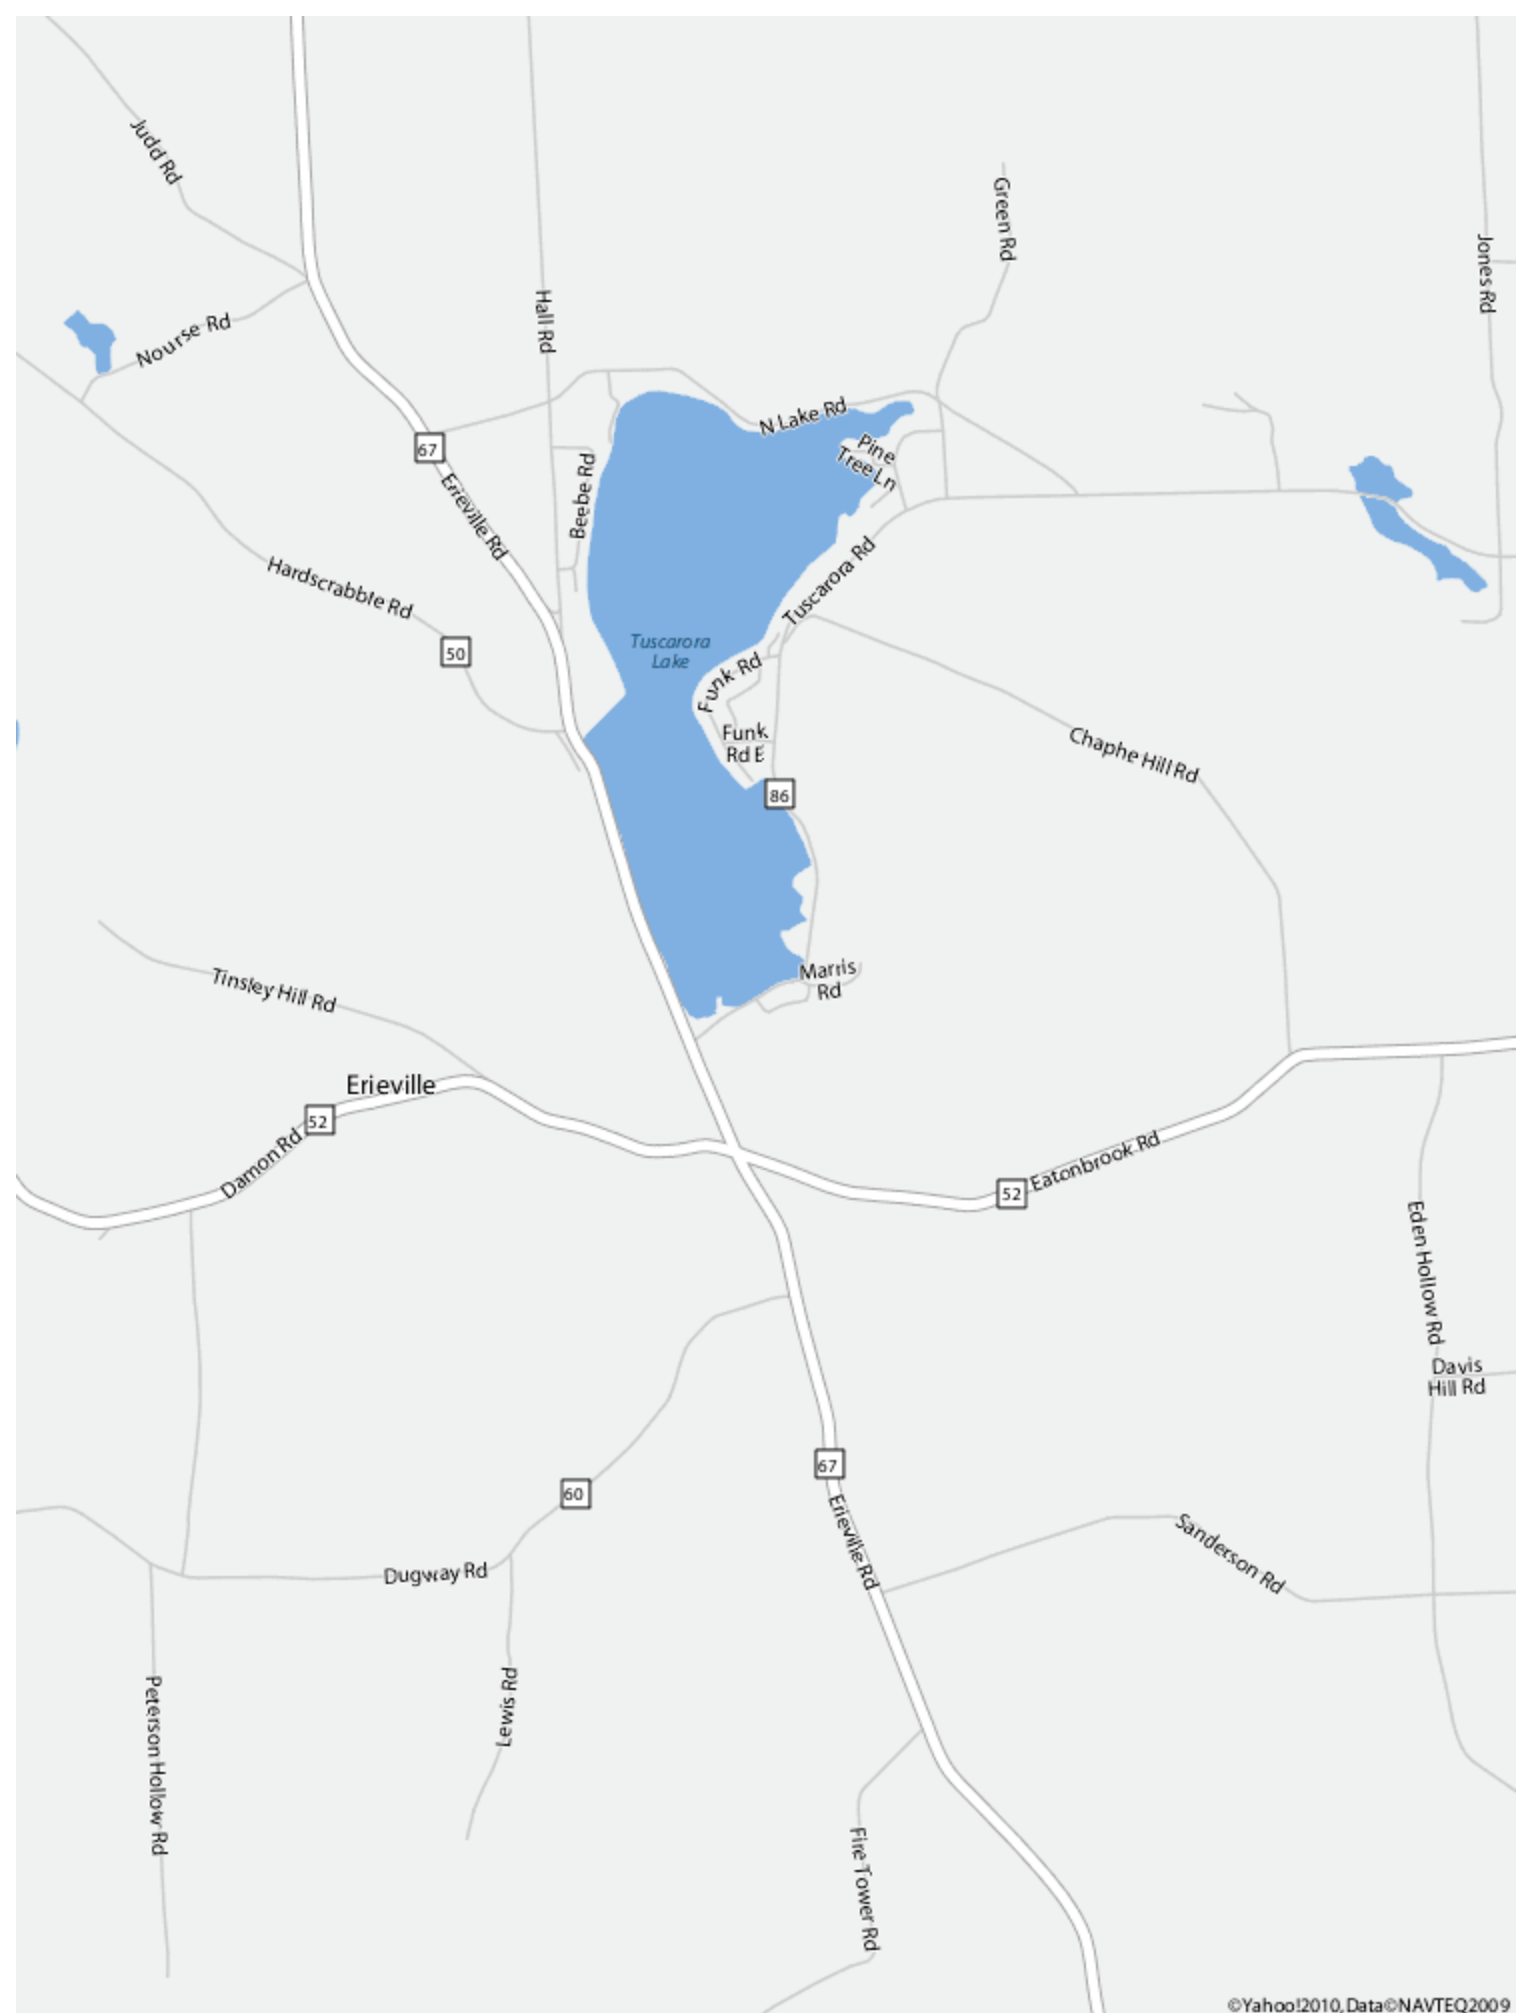 Judd Rd
Green Rd
Jones Rd
Hall Rd
Nourse Rd
N Lake Rd
67
Pine
Tree Ln
Erieville Rd
Beebe Rd
Tuscarora Rd
Hardscrabble Rd
50
Tuscarora
Lake
Funk Rd
Funk
Rd E
Chaphe Hill Rd
86
Marris
Rd
Tinsley Hill Rd
Erieville
52
Damon Rd
52
Eatonbrook Rd
Eden Hollow Rd
Davis
Hill Rd
67
60
Erieville Rd
Sanderson Rd
Dugway Rd
Lewis Rd
Peterson Hollow Rd
Fire Tower Rd
©Yahoo!2010, Data©NAVTEQ2009